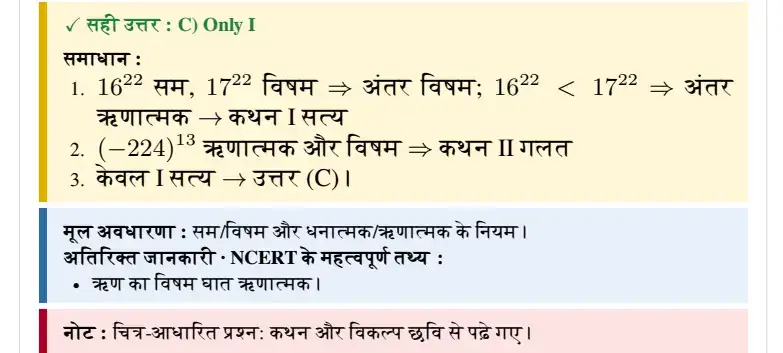 ✓ सही उत्तर : C) Only I
समाधान :
1. 16²² सम, 17²² विषम ⇒ अंतर विषम; 16²² < 17²² ⇒ अंतर
ऋणात्मक → कथन I सत्य
2. (−224)¹³ ऋणात्मक और विषम ⇒ कथन II गलत
3. केवल I सत्य → उत्तर (C)।
मूल अवधारणा : सम/विषम और धनात्मक/ऋणात्मक के नियम।
अतिरिक्त जानकारी · NCERT के महत्वपूर्ण तथ्य :
• ऋण का विषम घात ऋणात्मक।
नोट : चित्र-आधारित प्रश्न: कथन और विकल्प छवि से पढ़े गए।